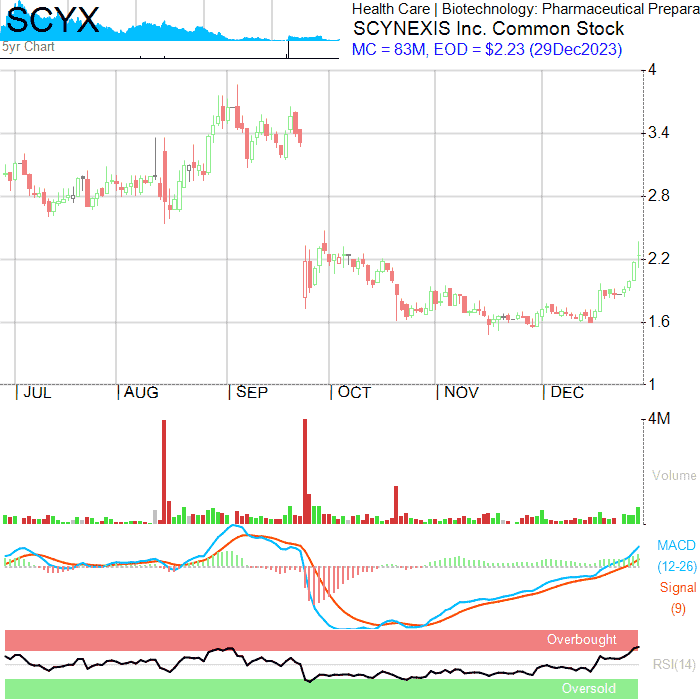 SCYX
5yr Chart
Health Care | Biotechnology: Pharmaceutical Prepara
SCYNEXIS Inc. Common Stock
MC = 83M, EOD = $2.23 (29Dec2023)
4
3.4
2.8
2.2
1.6
1
JUL
AUG
SEP
OCT
NOV
DEC
4M
Volume
MACD
(12-26)
Signal
(9)
Overbought
RSI(14)
Oversold